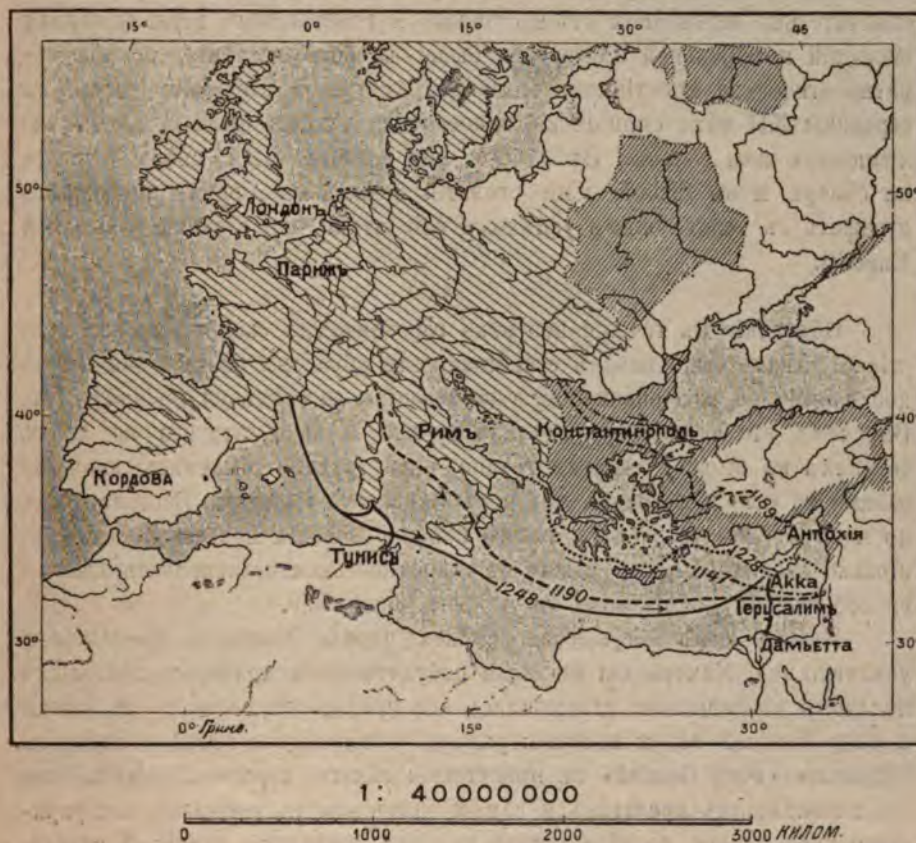 15° 0° 15° 30° 45
50° 50°
Лондонъ
Парижъ
40° 40°
Римъ Константинополь
Кордова
1189
Антіохія
Тунисъ
1228
1147 Акка
1248 1190 Іерусалимъ
30° 30°
Дамьетта
0° Гринв. 15° 30°
1: 40 000 000
0 1000 2000 3000 килом.